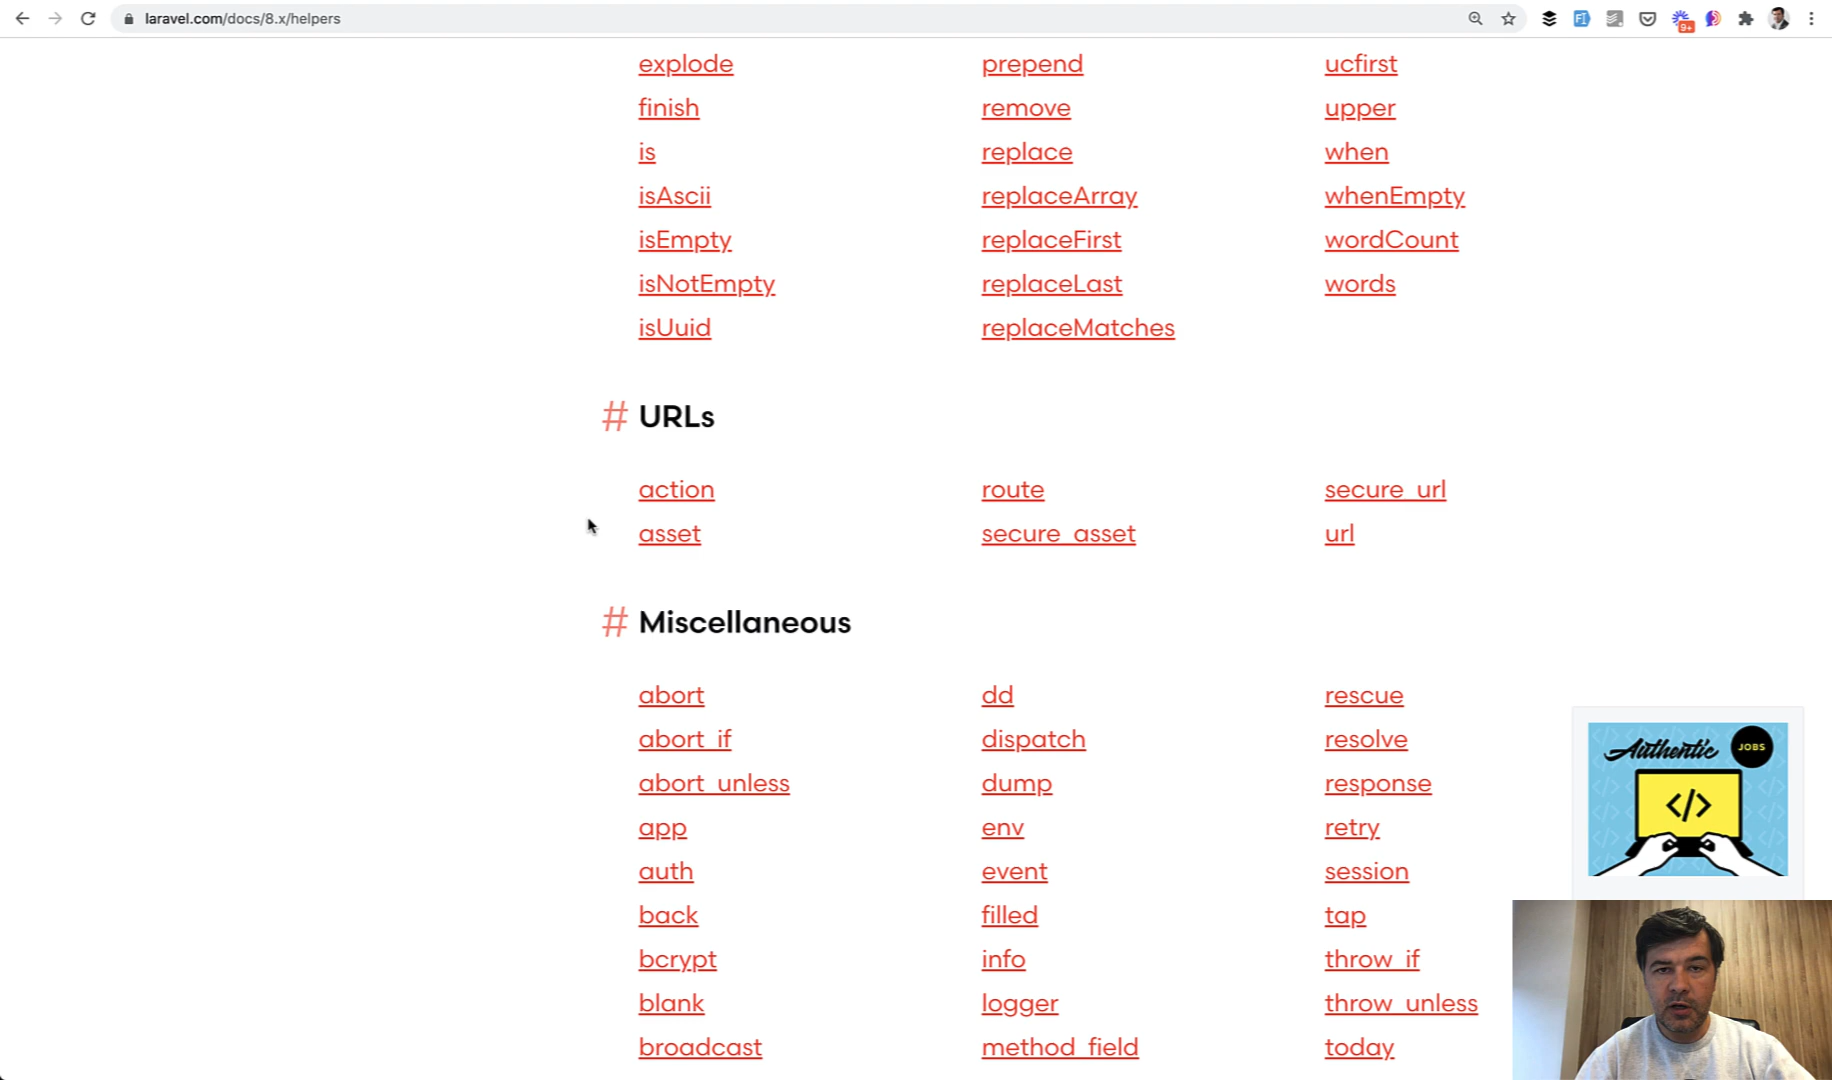 laravel.com/docs/8.x/helpers
9+
explode
prepend
ucfirst
finish
remove
upper
is
replace
when
isAscii
replaceArray
whenEmpty
isEmpty
replaceFirst
wordCount
isNotEmpty
replaceLast
words
isUuid
replaceMatches
# URLs
action
route
secure_url
asset
secure_asset
url
# Miscellaneous
abort
dd
rescue
abort_if
dispatch
resolve
abort_unless
dump
response
app
env
retry
auth
event
session
back
filled
tap
bcrypt
info
throw_if
blank
logger
throw_unless
broadcast
method_field
today
Authentic
JOBS
</>